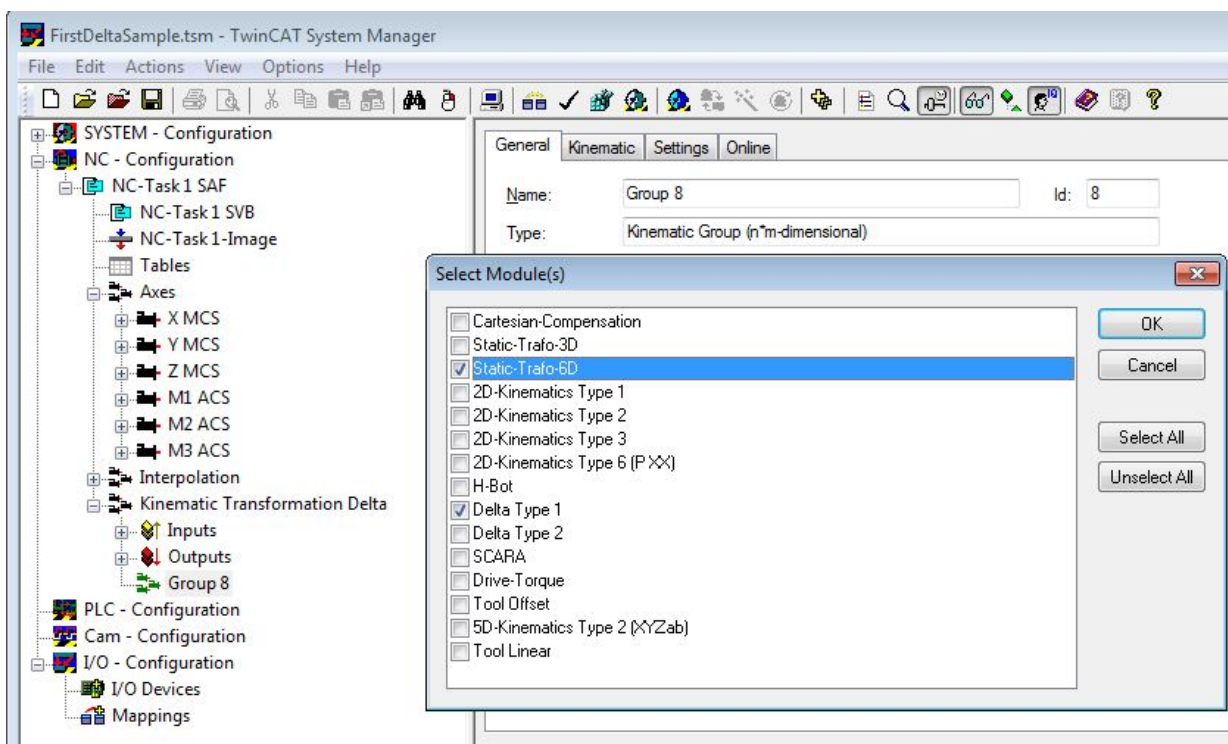 FirstDeltaSample.tsm - TwinCAT System Manager
File Edit Actions View Options Help
SYSTEM - Configuration
NC - Configuration
NC-Task 1 SAF
NC-Task 1 SVB
NC-Task 1-Image
Tables
Axes
X MCS
Y MCS
Z MCS
M1 ACS
M2 ACS
M3 ACS
Interpolation
Kinematic Transformation Delta
Inputs
Outputs
Group 8
PLC - Configuration
Cam - Configuration
I/O - Configuration
I/O Devices
Mappings
General Kinematic Settings Online
Name: Group 8 Id: 8
Type: Kinematic Group (n*m-dimensional)
Select Module(s)
Cartesian-Compensation
Static-Trafo-3D
Static-Trafo-6D
2D-Kinematics Type 1
2D-Kinematics Type 2
2D-Kinematics Type 3
2D-Kinematics Type 6 (P XX)
H-Bot
Delta Type 1
Delta Type 2
SCARA
Drive-Torque
Tool Offset
5D-Kinematics Type 2 (XYZab)
Tool Linear
OK
Cancel
Select All
Unselect All